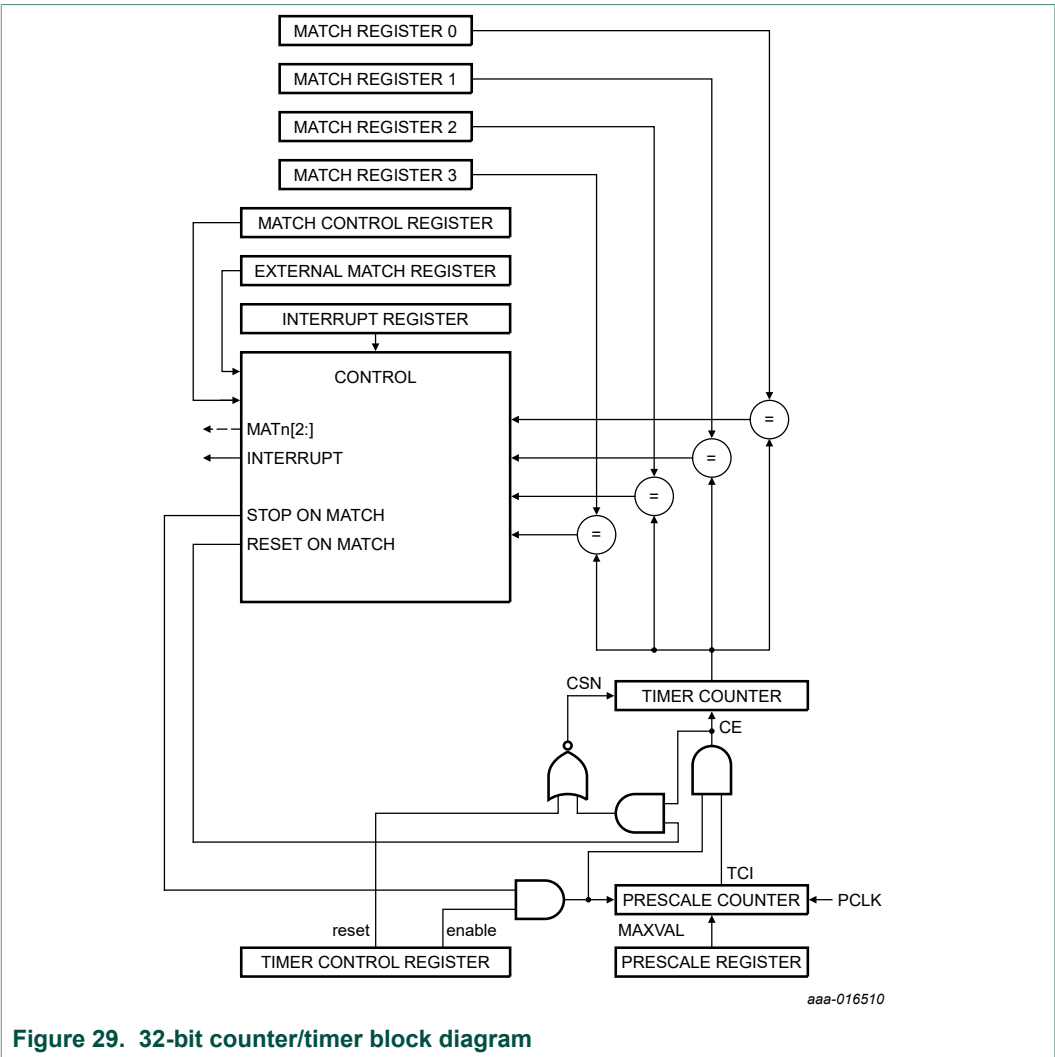 MATCH REGISTER 0
MATCH REGISTER 1
MATCH REGISTER 2
MATCH REGISTER 3
MATCH CONTROL REGISTER
EXTERNAL MATCH REGISTER
INTERRUPT REGISTER
CONTROL
=
MATn[2:]
=
INTERRUPT
=
STOP ON MATCH
=
RESET ON MATCH
CSN
TIMER COUNTER
CE
TCI
PRESCALE COUNTER
PCLK
reset
enable
MAXVAL
TIMER CONTROL REGISTER
PRESCALE REGISTER
aaa-016510
Figure 29. 32-bit counter/timer block diagram